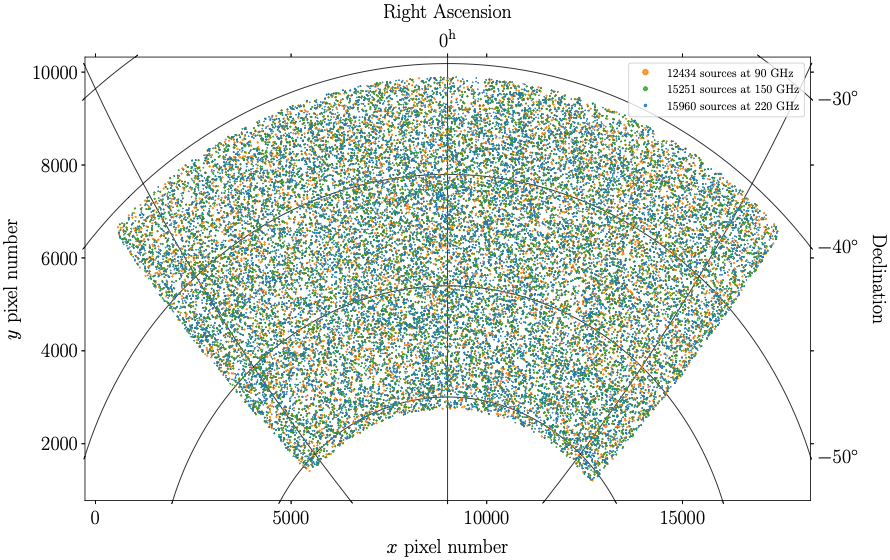 Right Ascension
0h
12434 sources at 90 GHz
15251 sources at 150 GHz
15960 sources at 220 GHz
10000
8000
6000
4000
2000
y pixel number
−30°
−40°
−50°
Declination
0
5000
10000
15000
x pixel number